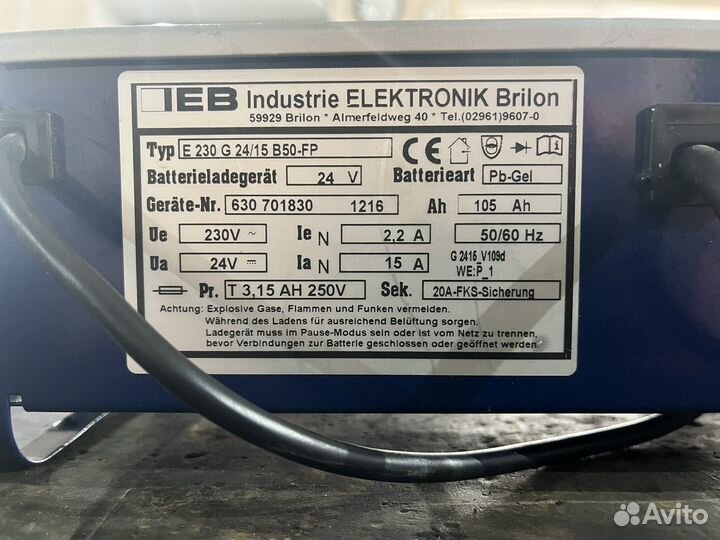 IEB Industrie ELEKTRONIK Brilon
59929 Brilon * Almerfeldweg 40 * Tel.(02961)9607-0
Typ E 230 G 24/15 B50-FP CE
Batterieladegerät 24 V Batterieart Pb-Gel
Geräte-Nr. 630 701830 1216 Ah 105 Ah
Ue 230V ~ Ie N 2,2 A 50/60 Hz
Ua 24V ⎓ Ia N 15 A G 2415_V109d
WE:P_1
Pr. T 3,15 AH 250V Sek. 20A-FKS-Sicherung
Achtung: Explosive Gase, Flammen und Funken vermeiden.
Während des Ladens für ausreichend Belüftung sorgen.
Ladegerät muss im Pause-Modus sein oder ist vom Netz zu trennen,
bevor Verbindungen zur Batterie geschlossen oder geöffnet werden.
Avito